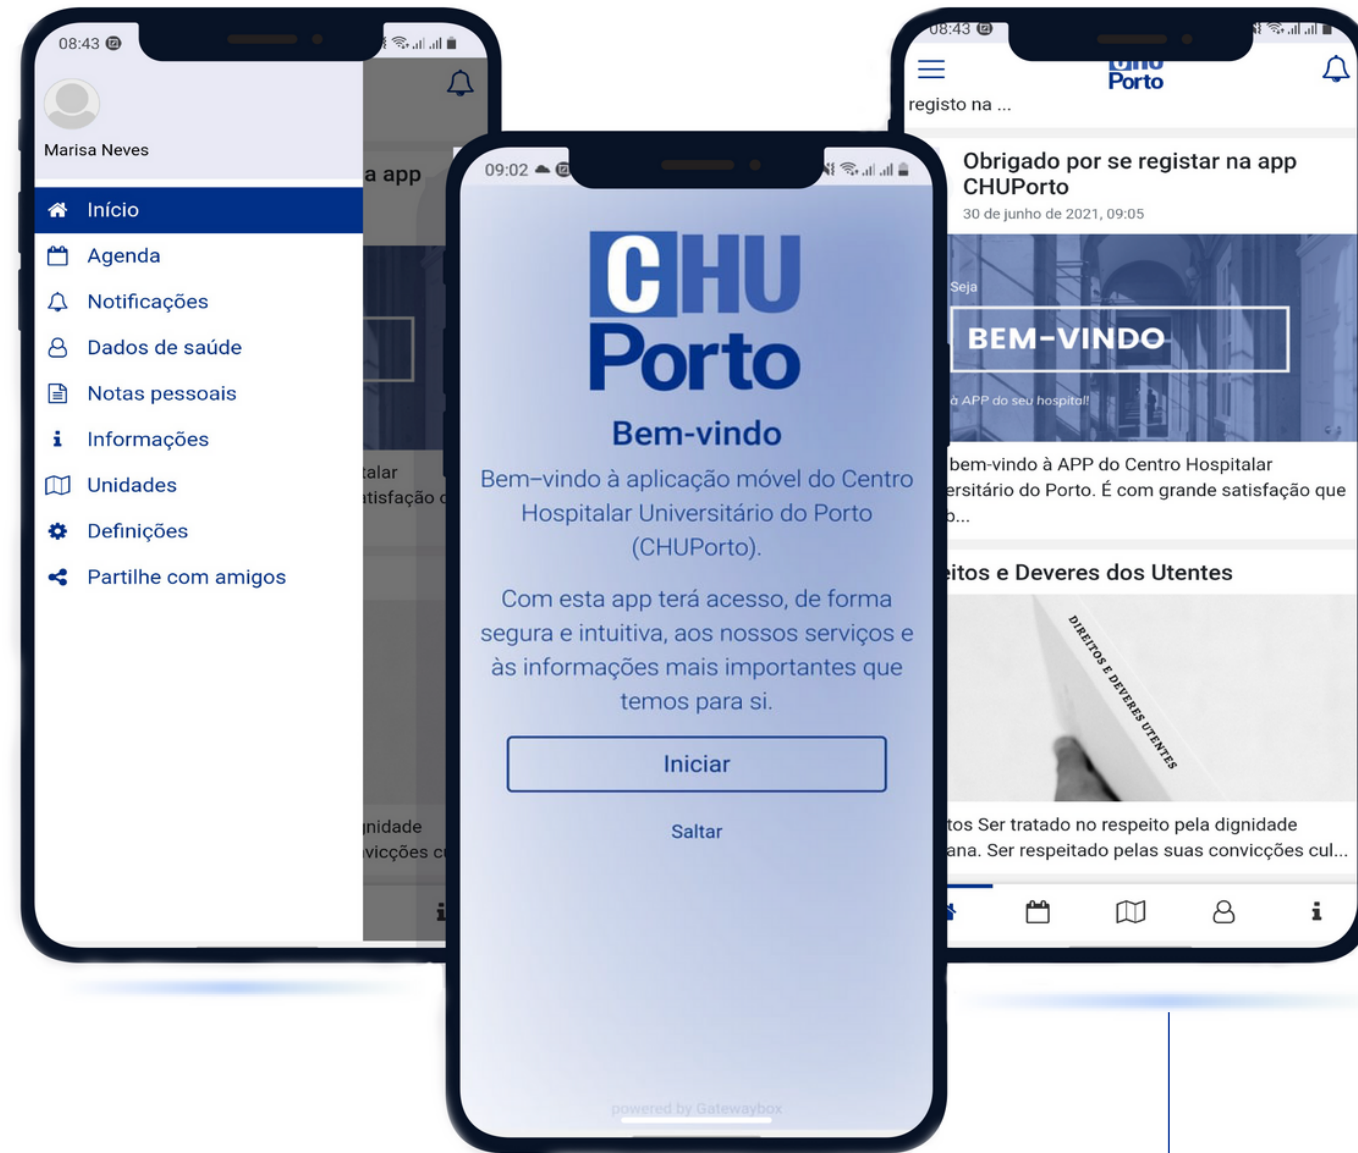 08:43
Marisa Neves
Início
Agenda
Notificações
Dados de saúde
Notas pessoais
Informações
Unidades
Definições
Partilhe com amigos
a app
talar
atisfação
09:02
CHU
Porto
Bem-vindo
Bem-vindo à aplicação móvel do Centro
Hospitalar Universitário do Porto
(CHUPorto).
Com esta app terá acesso, de forma
segura e intuitiva, aos nossos serviços e
às informações mais importantes que
temos para si.
Iniciar
Saltar
powered by Gatewaybox
08:43
CHU
Porto
registo na ...
Obrigado por se registar na app
CHUPorto
30 de junho de 2021, 09:05
Seja
BEM-VINDO
à APP do seu hospital!
bem-vindo à APP do Centro Hospitalar
ersitário do Porto. É com grande satisfação que
o...
eitos e Deveres dos Utentes
DIREITOS E DEVERES UTENTES
tos Ser tratado no respeito pela dignidade
ana. Ser respeitado pelas suas convicções cul...